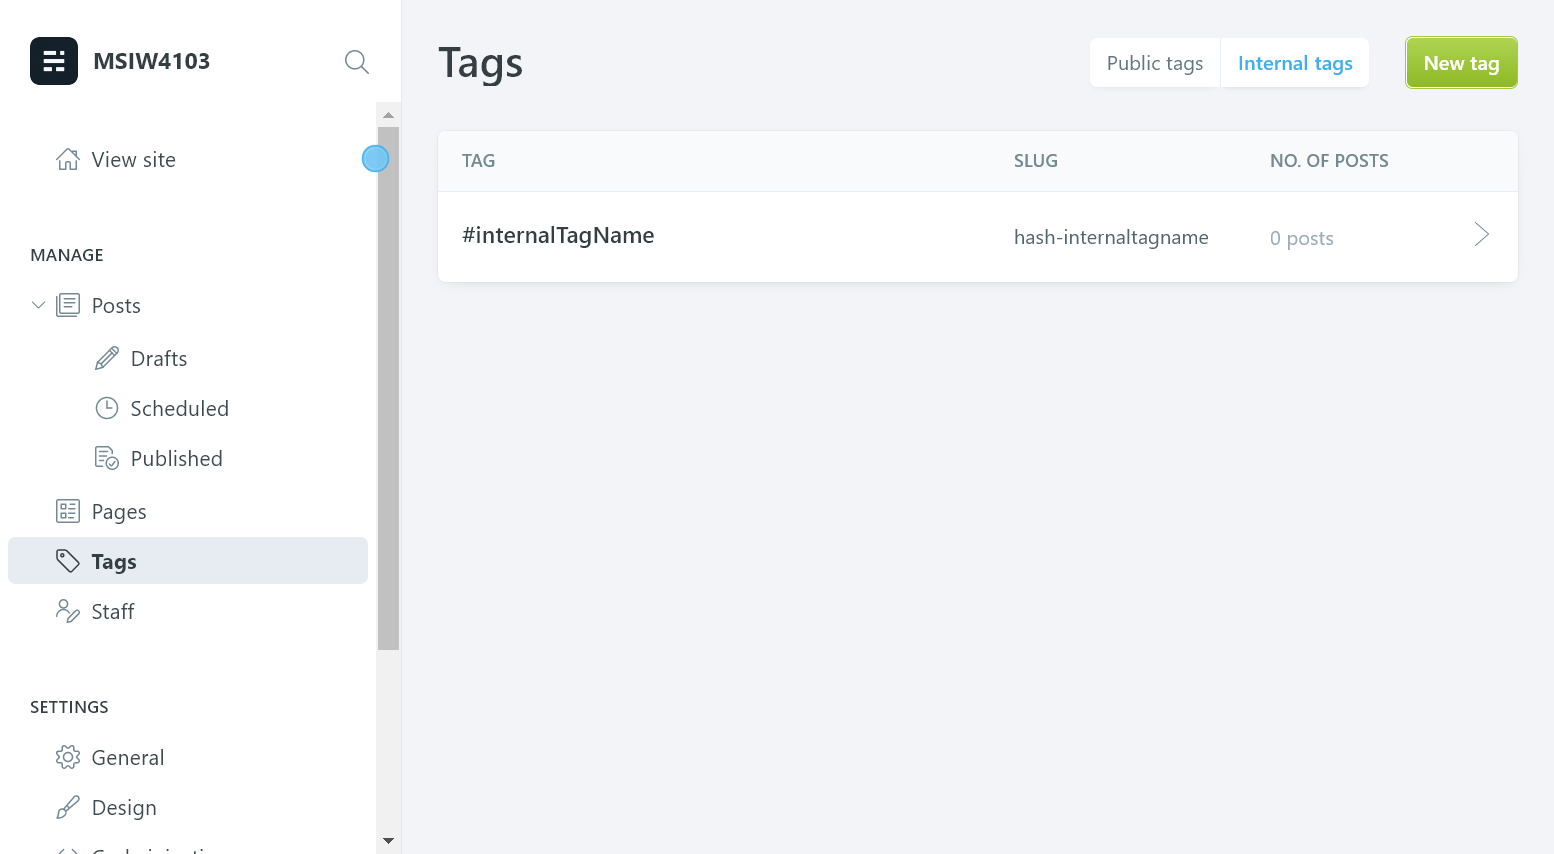 MSIW4103
View site
MANAGE
Posts
Drafts
Scheduled
Published
Pages
Tags
Staff
SETTINGS
General
Design
Tags
Public tags
Internal tags
New tag
TAG SLUG NO. OF POSTS
#internalTagName hash-internaltagname 0 posts